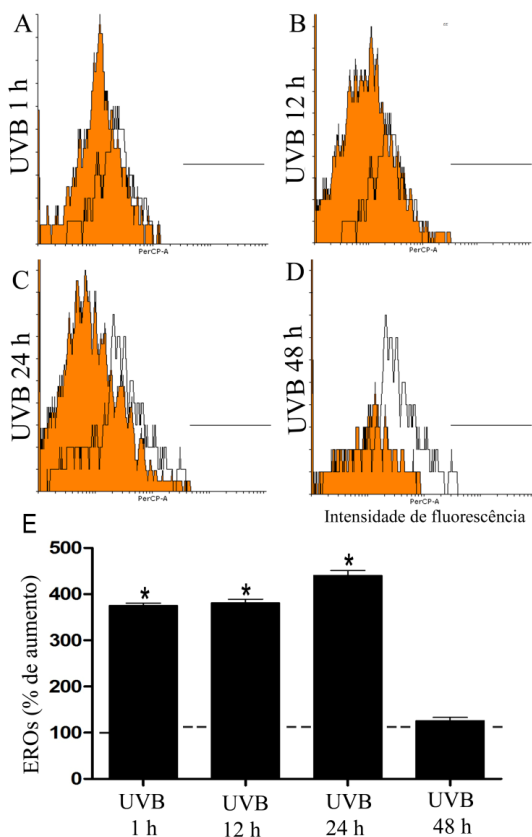 A
UVB 1 h
PerCP-A
B
UVB 12 h
PerCP-A
C
UVB 24 h
PerCP-A
D
UVB 48 h
PerCP-A
Intensidade de fluorescência
E
EROs (% de aumento)
500
400
300
200
100
0
*
*
*
UVB
1 h
UVB
12 h
UVB
24 h
UVB
48 h